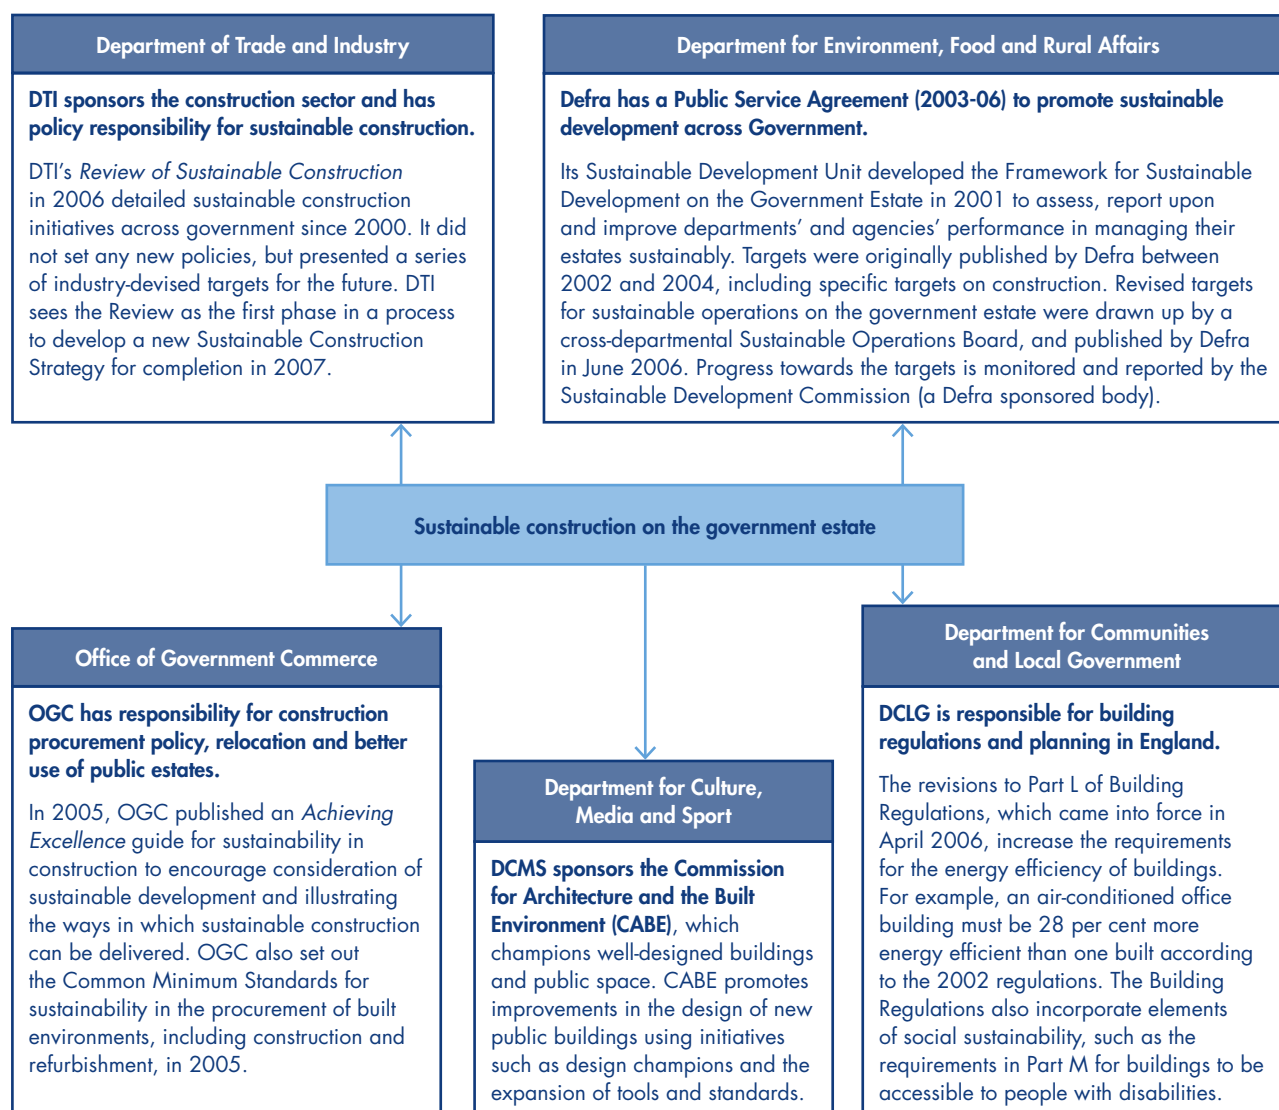 Department of Trade and Industry
DTI sponsors the construction sector and has
policy responsibility for sustainable construction.
DTI’s Review of Sustainable Construction
in 2006 detailed sustainable construction
initiatives across government since 2000. It did
not set any new policies, but presented a series
of industry-devised targets for the future. DTI
sees the Review as the first phase in a process
to develop a new Sustainable Construction
Strategy for completion in 2007.
Department for Environment, Food and Rural Affairs
Defra has a Public Service Agreement (2003-06) to promote sustainable
development across Government.
Its Sustainable Development Unit developed the Framework for Sustainable
Development on the Government Estate in 2001 to assess, report upon
and improve departments’ and agencies’ performance in managing their
estates sustainably. Targets were originally published by Defra between
2002 and 2004, including specific targets on construction. Revised targets
for sustainable operations on the government estate were drawn up by a
cross-departmental Sustainable Operations Board, and published by Defra
in June 2006. Progress towards the targets is monitored and reported by the
Sustainable Development Commission (a Defra sponsored body).
Sustainable construction on the government estate
Office of Government Commerce
OGC has responsibility for construction
procurement policy, relocation and better
use of public estates.
In 2005, OGC published an Achieving
Excellence guide for sustainability in
construction to encourage consideration of
sustainable development and illustrating
the ways in which sustainable construction
can be delivered. OGC also set out
the Common Minimum Standards for
sustainability in the procurement of built
environments, including construction and
refurbishment, in 2005.
Department for Culture,
Media and Sport
DCMS sponsors the Commission
for Architecture and the Built
Environment (CABE), which
champions well-designed buildings
and public space. CABE promotes
improvements in the design of new
public buildings using initiatives
such as design champions and the
expansion of tools and standards.
Department for Communities
and Local Government
DCLG is responsible for building
regulations and planning in England.
The revisions to Part L of Building
Regulations, which came into force in
April 2006, increase the requirements
for the energy efficiency of buildings.
For example, an air-conditioned office
building must be 28 per cent more
energy efficient than one built according
to the 2002 regulations. The Building
Regulations also incorporate elements
of social sustainability, such as the
requirements in Part M for buildings to be
accessible to people with disabilities.